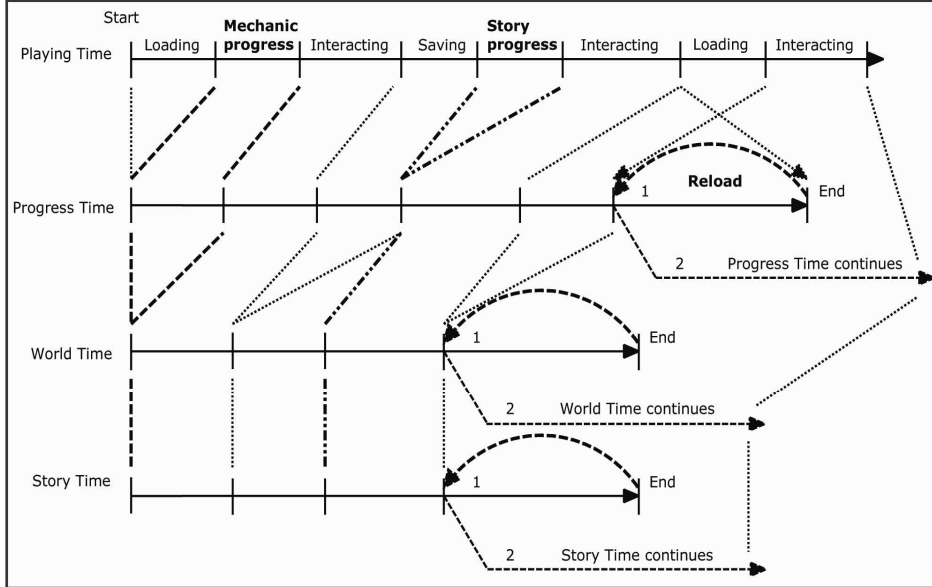 Start
Playing Time
Loading
Mechanic
progress
Interacting
Saving
Story
progress
Interacting
Loading
Interacting
Progress Time
1
Reload
End
2 Progress Time continues
World Time
1
End
2 World Time continues
Story Time
1
End
2 Story Time continues